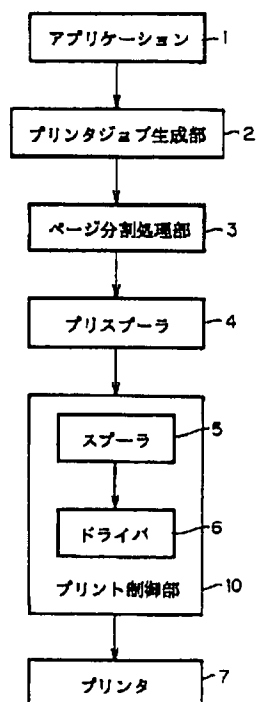 アプリケーション 1
プリンタジョブ生成部 2
ページ分割処理部 3
プリスプーラ 4
スプーラ 5
ドライバ 6
プリント制御部 10
プリンタ 7